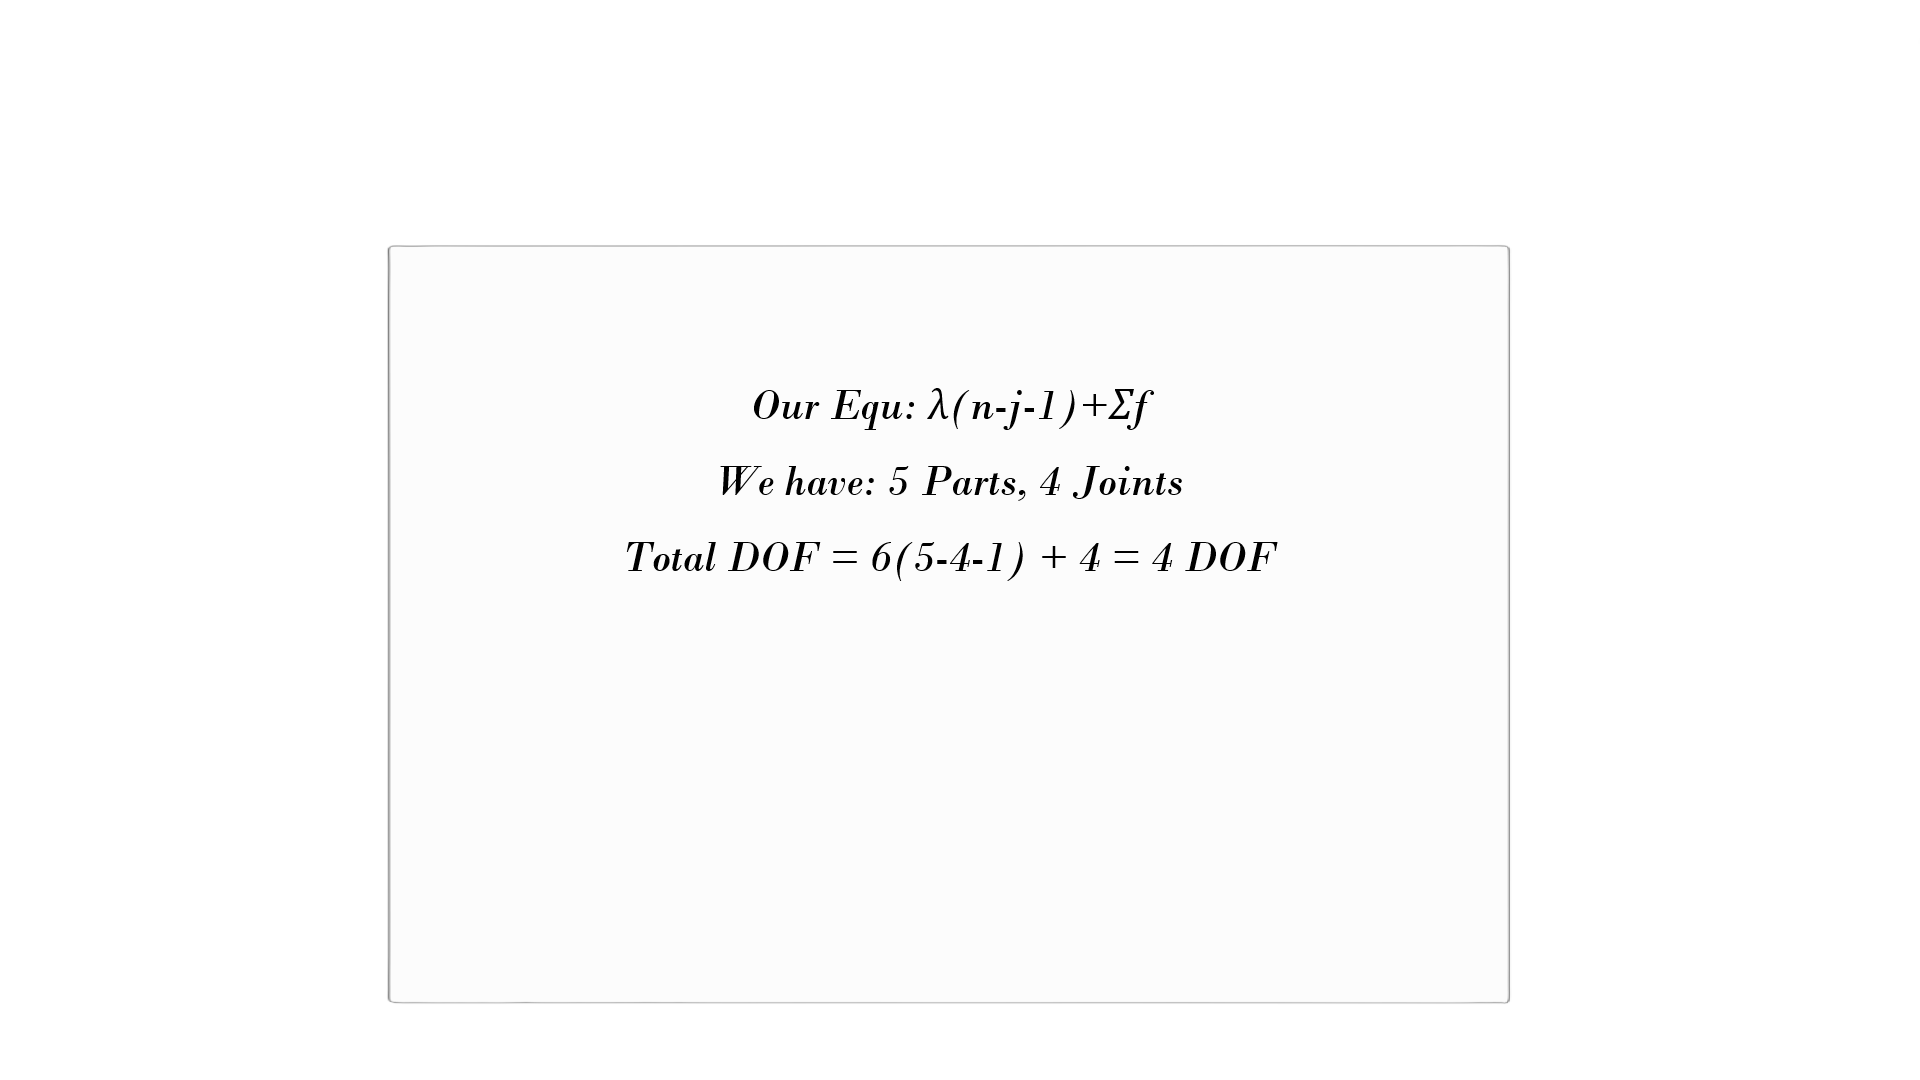 Our Equ: λ(n-j-1)+Σf
We have: 5 Parts, 4 Joints
Total DOF = 6(5-4-1) + 4 = 4 DOF